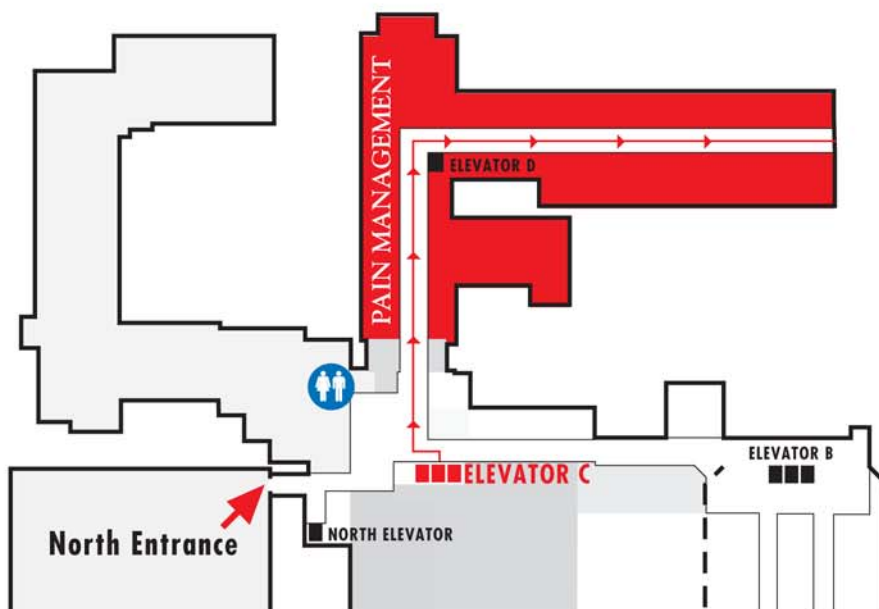 PAIN MANAGEMENT
ELEVATOR D
ELEVATOR B
ELEVATOR C
North Entrance
NORTH ELEVATOR